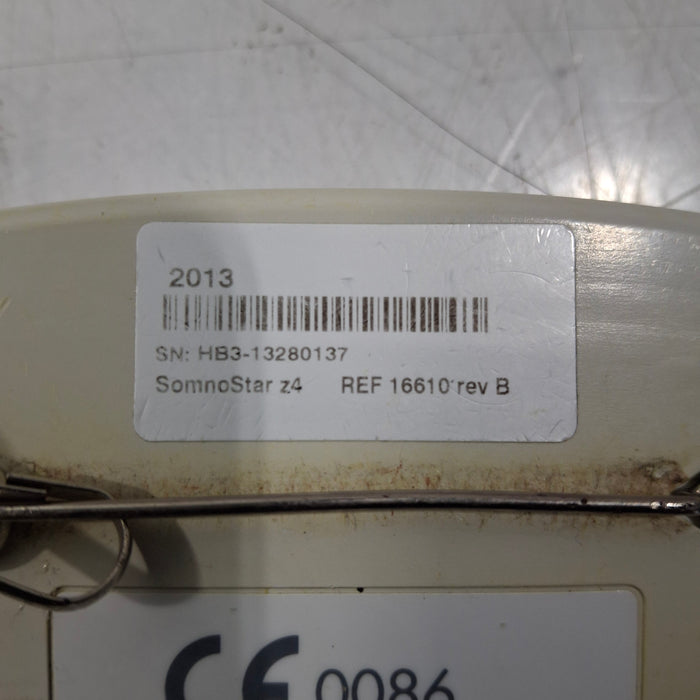 2013
SN: HB3-13280137
SomnoStar z4 REF 16610 rev B
CE 0086